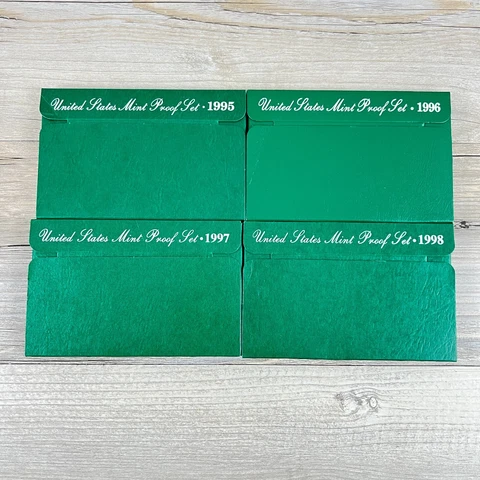 United States Mint Proof Set • 1995
United States Mint Proof Set • 1996
United States Mint Proof Set • 1997
United States Mint Proof Set • 1998